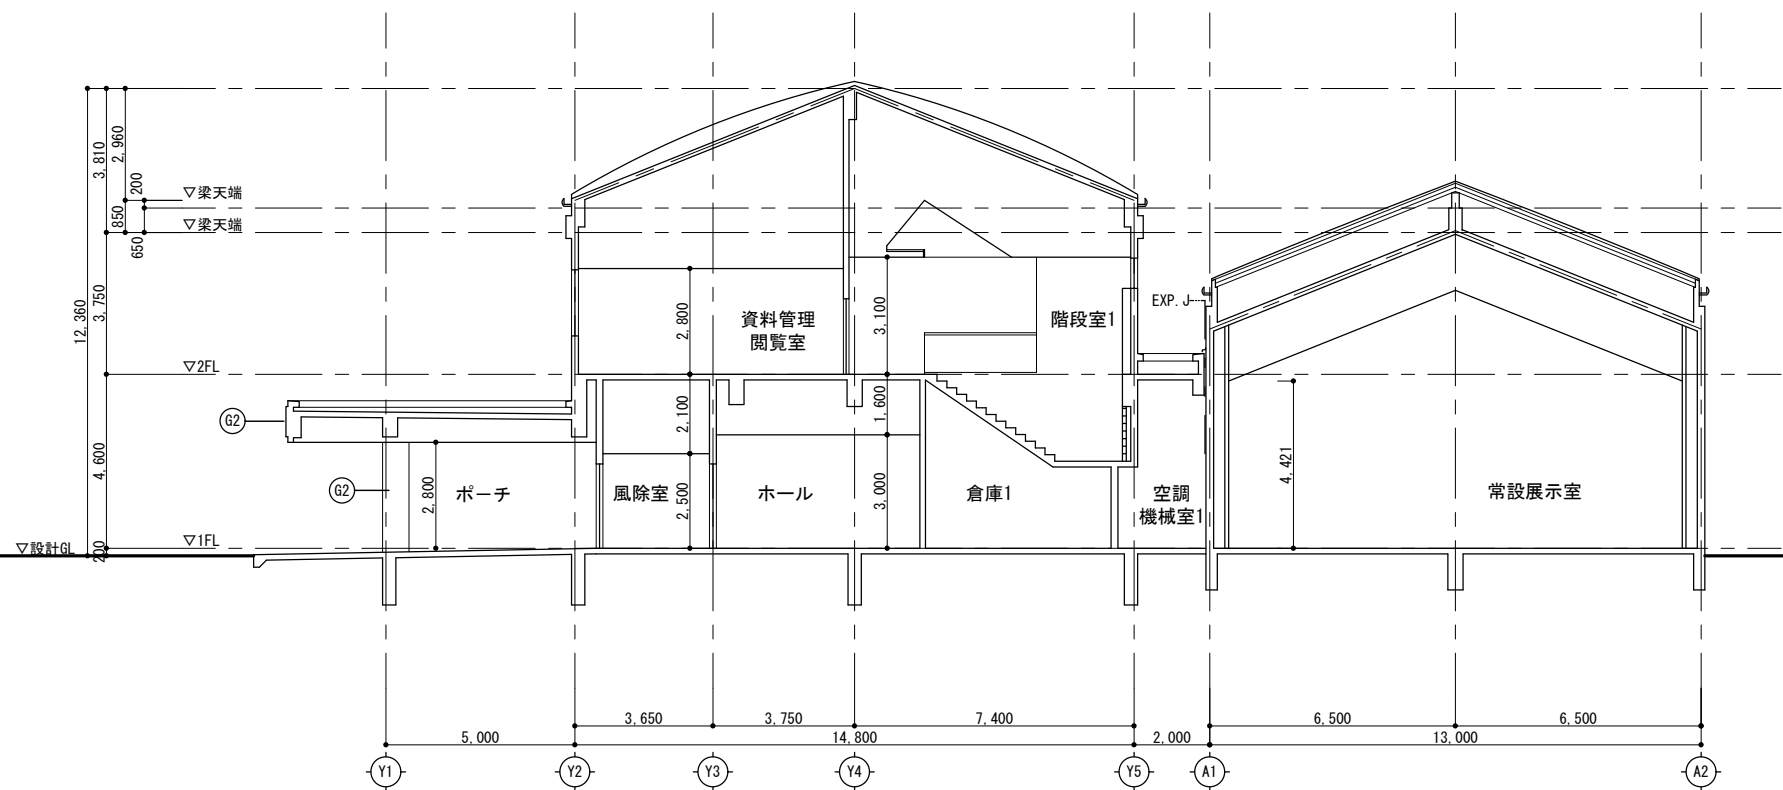 2,960
3,810
200
▽梁天端
850
▽梁天端
650
EXP.J
12,360
3,750
2,800
資料管理
閲覧室
3,100
階段室1
▽2FL
G2
2,100
1,600
4,600
G2
2,800
ポーチ
風除室
2,500
ホール
3,000
倉庫1
空調
機械室1
4,421
常設展示室
▽設計GL
200
▽1FL
3,650
3,750
7,400
6,500
6,500
5,000
14,800
2,000
13,000
Y1
Y2
Y3
Y4
Y5
A1
A2